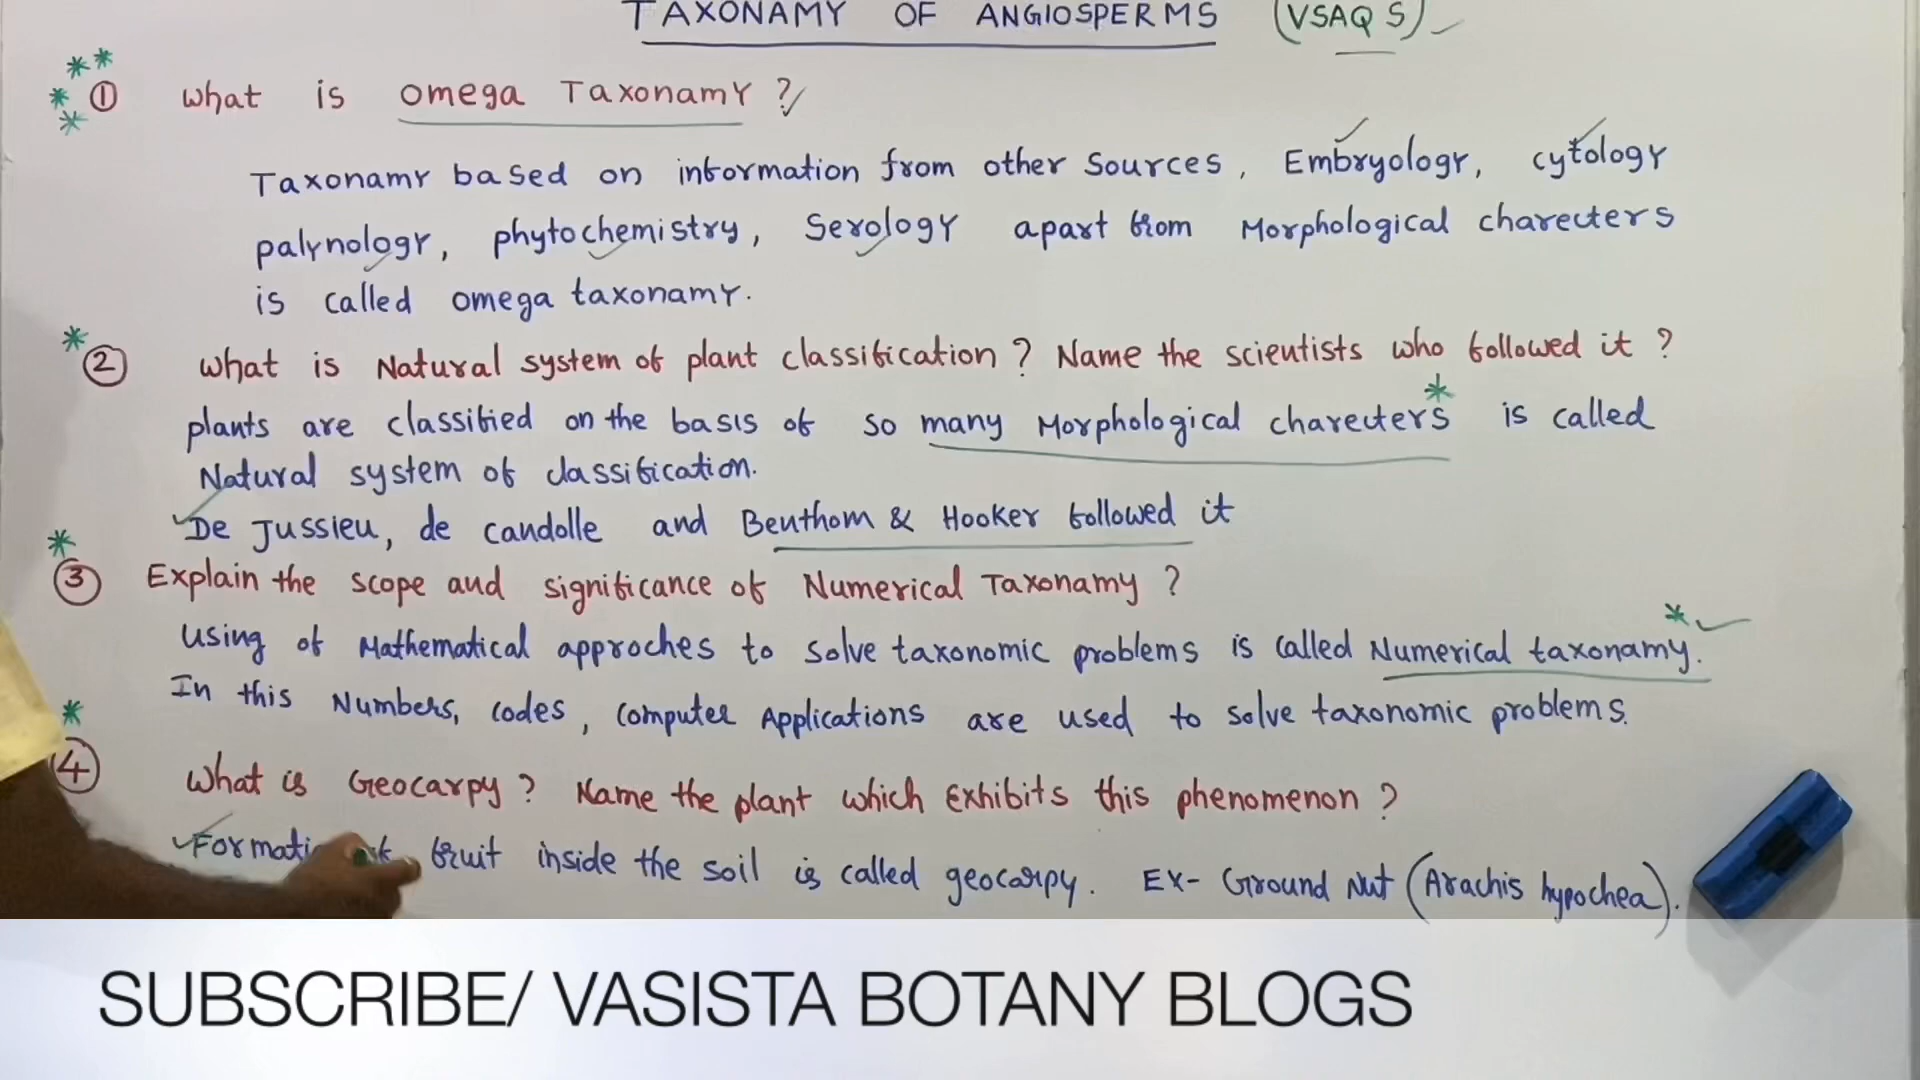 TAXONAMY OF ANGIOSPERMS (VSAQ S)
① What is Omega Taxonamy ?
Taxonamy based on information from other Sources, Embryology, cytology
palynology, phytochemistry, Serology apart from Morphological charecters
is called omega taxonamy.
② What is Natural system of plant classification ? Name the scientists who followed it ?
plants are classified on the basis of so many Morphological charecters is called
Natural system of classification.
De Jussieu, de candolle and Beuthom & Hooker followed it
③ Explain the scope and significance of Numerical Taxonamy ?
Using of Mathematical approches to solve taxonomic problems is called Numerical taxonamy.
In this Numbers, codes, Computer Applications are used to solve taxonomic problems.
④ What is Geocarpy ? Name the plant which Exhibits this phenomenon ?
fruit inside the soil is called geocarpy. EX- Ground Nut (Arachis hypochea).
SUBSCRIBE/ VASISTA BOTANY BLOGS